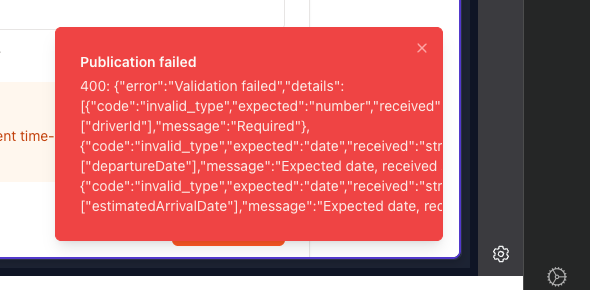 Publication failed
400: {"error":"Validation failed","details":
[{"code":"invalid_type","expected":"number","received"
["driverId"],"message":"Required"},
{"code":"invalid_type","expected":"date","received":"str
ent time-
["departureDate"],"message":"Expected date, received
{"code":"invalid_type","expected":"date","received":"str
["estimatedArrivalDate"],"message":"Expected date, rec